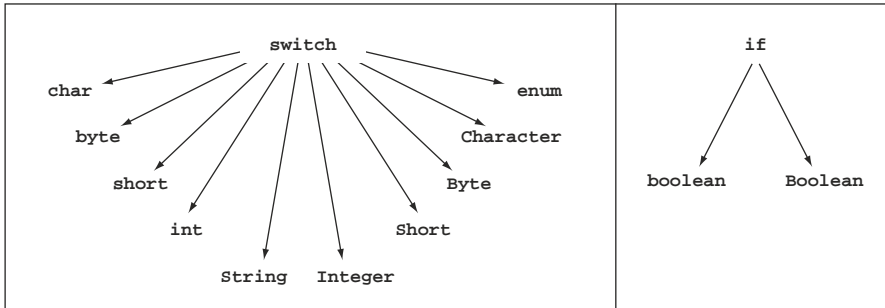 switch
if
char
enum
byte
Character
short
Byte
boolean
Boolean
int
Short
String
Integer